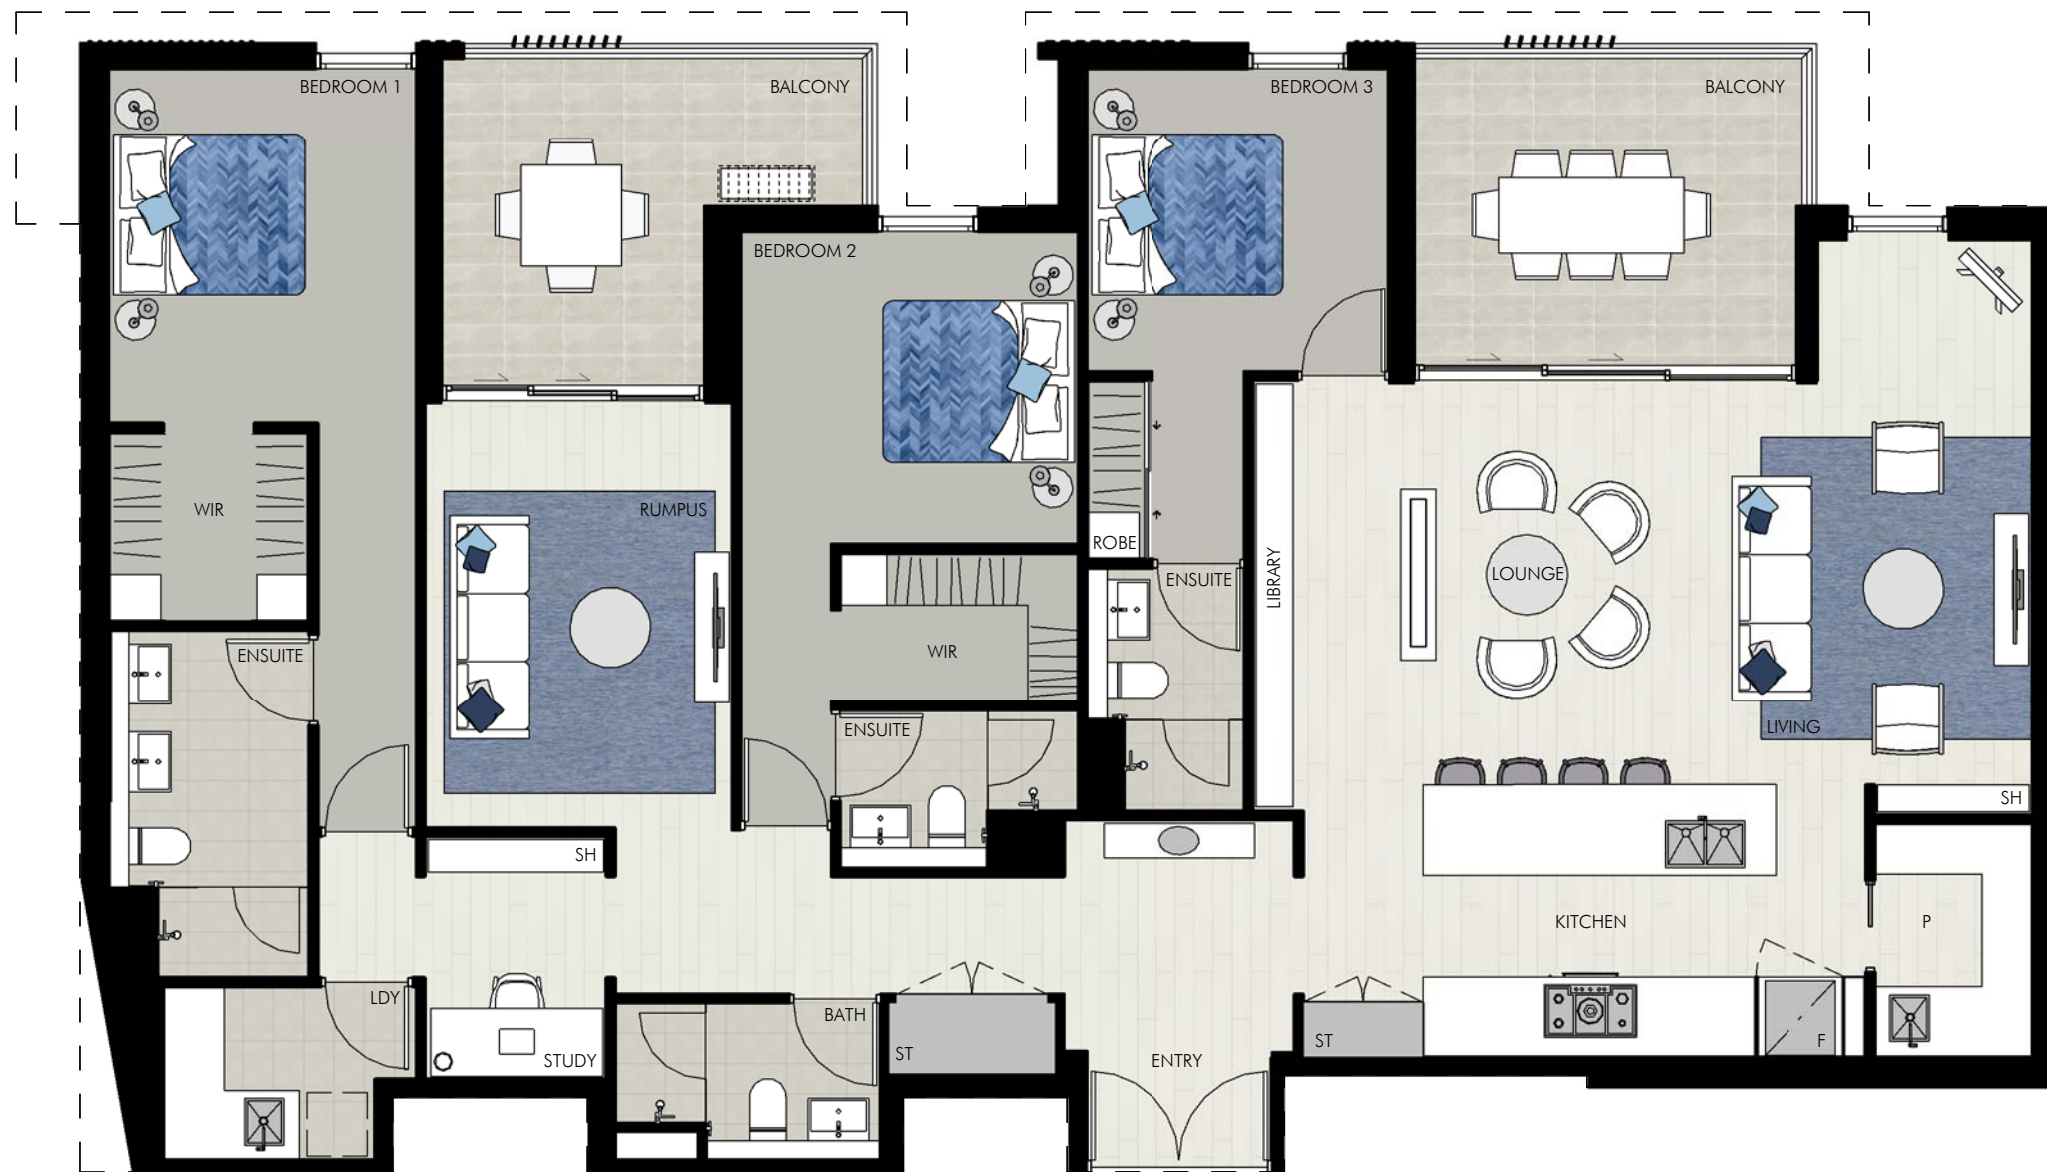 BEDROOM 1
BALCONY
BEDROOM 3
BALCONY
BEDROOM 2
WIR
RUMPUS
ROBE
LIBRARY
LOUNGE
ENSUITE
ENSUITE
WIR
ENSUITE
LIVING
SH
SH
KITCHEN
P
LDY
STUDY
BATH
ST
ENTRY
ST
F